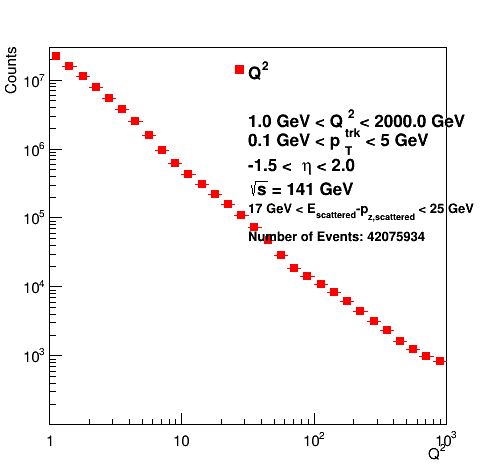 Counts
Q²
1.0 GeV < Q² < 2000.0 GeV
0.1 GeV < p_T^trk < 5 GeV
-1.5 < η < 2.0
√s = 141 GeV
17 GeV < E_scattered-p_z,scattered < 25 GeV
Number of Events: 42075934
10⁷
10⁶
10⁵
10⁴
10³
1 10 10² 10³
Q²